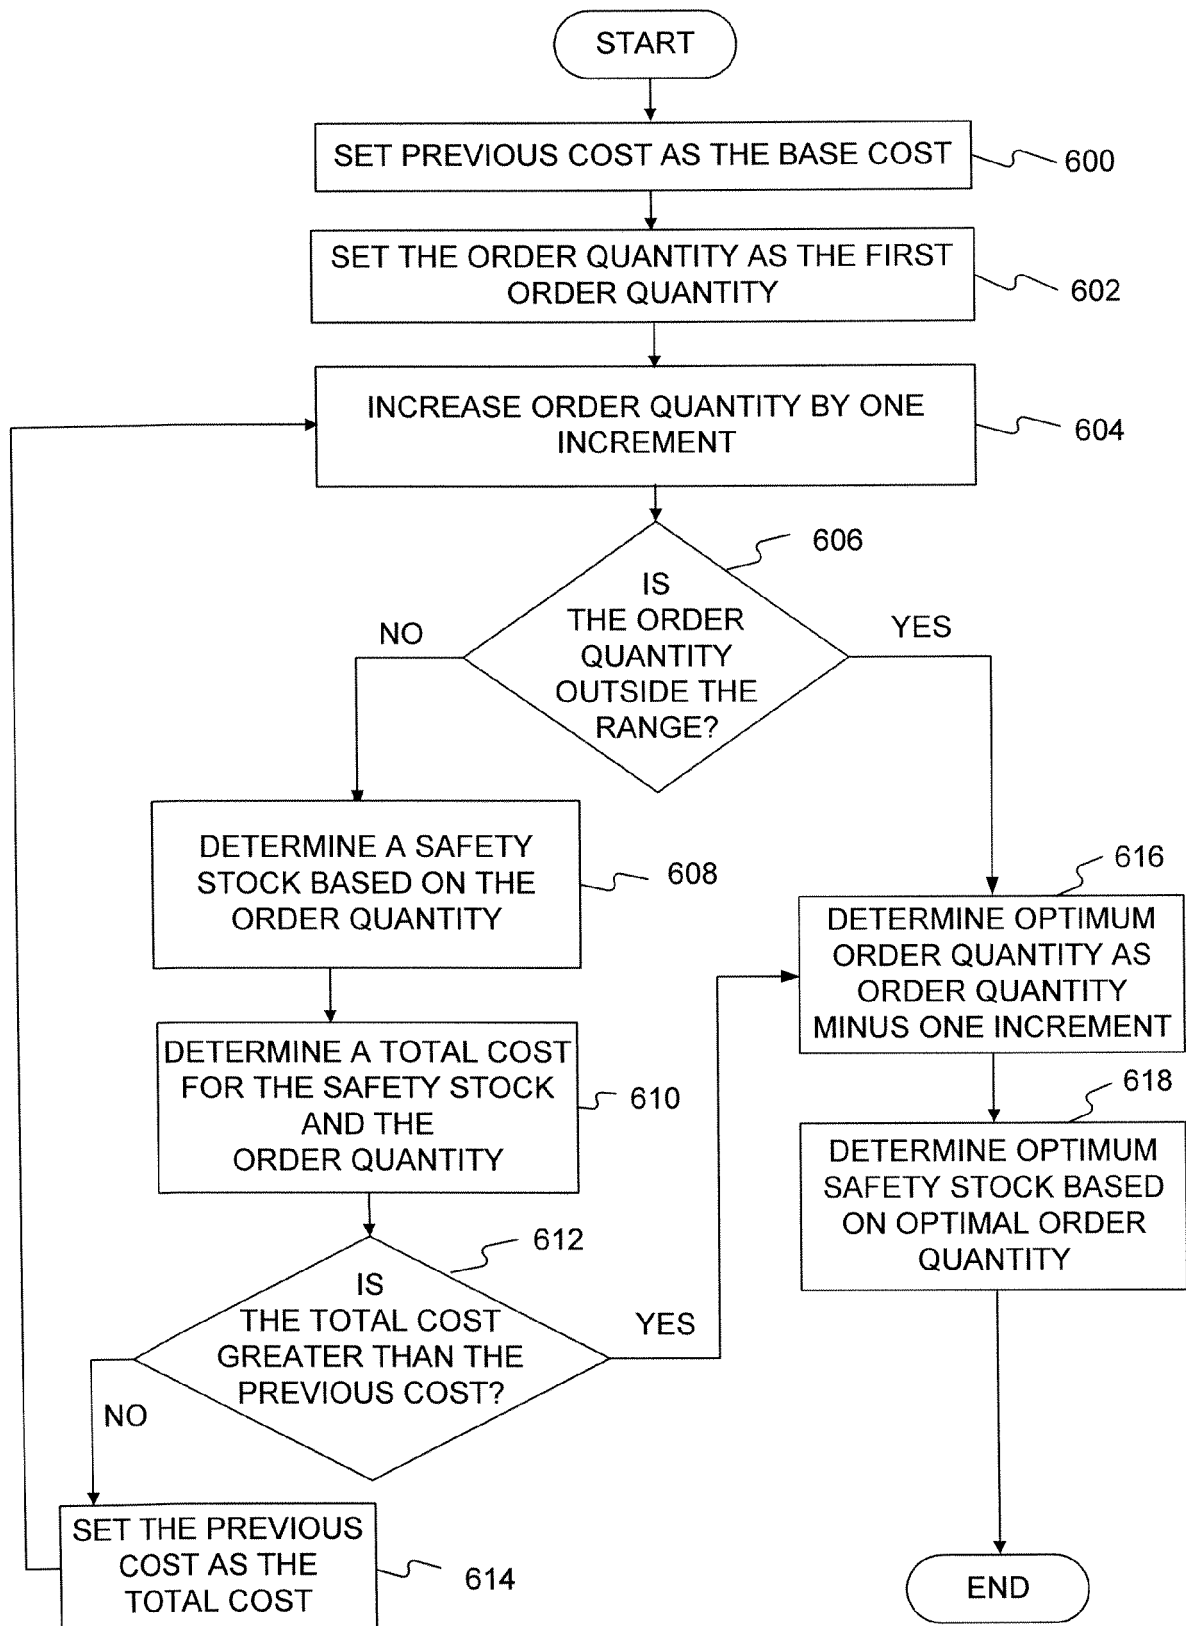 START
SET PREVIOUS COST AS THE BASE COST
600
SET THE ORDER QUANTITY AS THE FIRST
ORDER QUANTITY
602
INCREASE ORDER QUANTITY BY ONE
INCREMENT
604
606
IS
THE ORDER
QUANTITY
OUTSIDE THE
RANGE?
NO
YES
DETERMINE A SAFETY
STOCK BASED ON THE
ORDER QUANTITY
608
616
DETERMINE OPTIMUM
ORDER QUANTITY AS
ORDER QUANTITY
MINUS ONE INCREMENT
DETERMINE A TOTAL COST
FOR THE SAFETY STOCK
AND THE
ORDER QUANTITY
610
618
DETERMINE OPTIMUM
SAFETY STOCK BASED
ON OPTIMAL ORDER
QUANTITY
612
IS
THE TOTAL COST
GREATER THAN THE
PREVIOUS COST?
YES
NO
SET THE PREVIOUS
COST AS THE
TOTAL COST
614
END